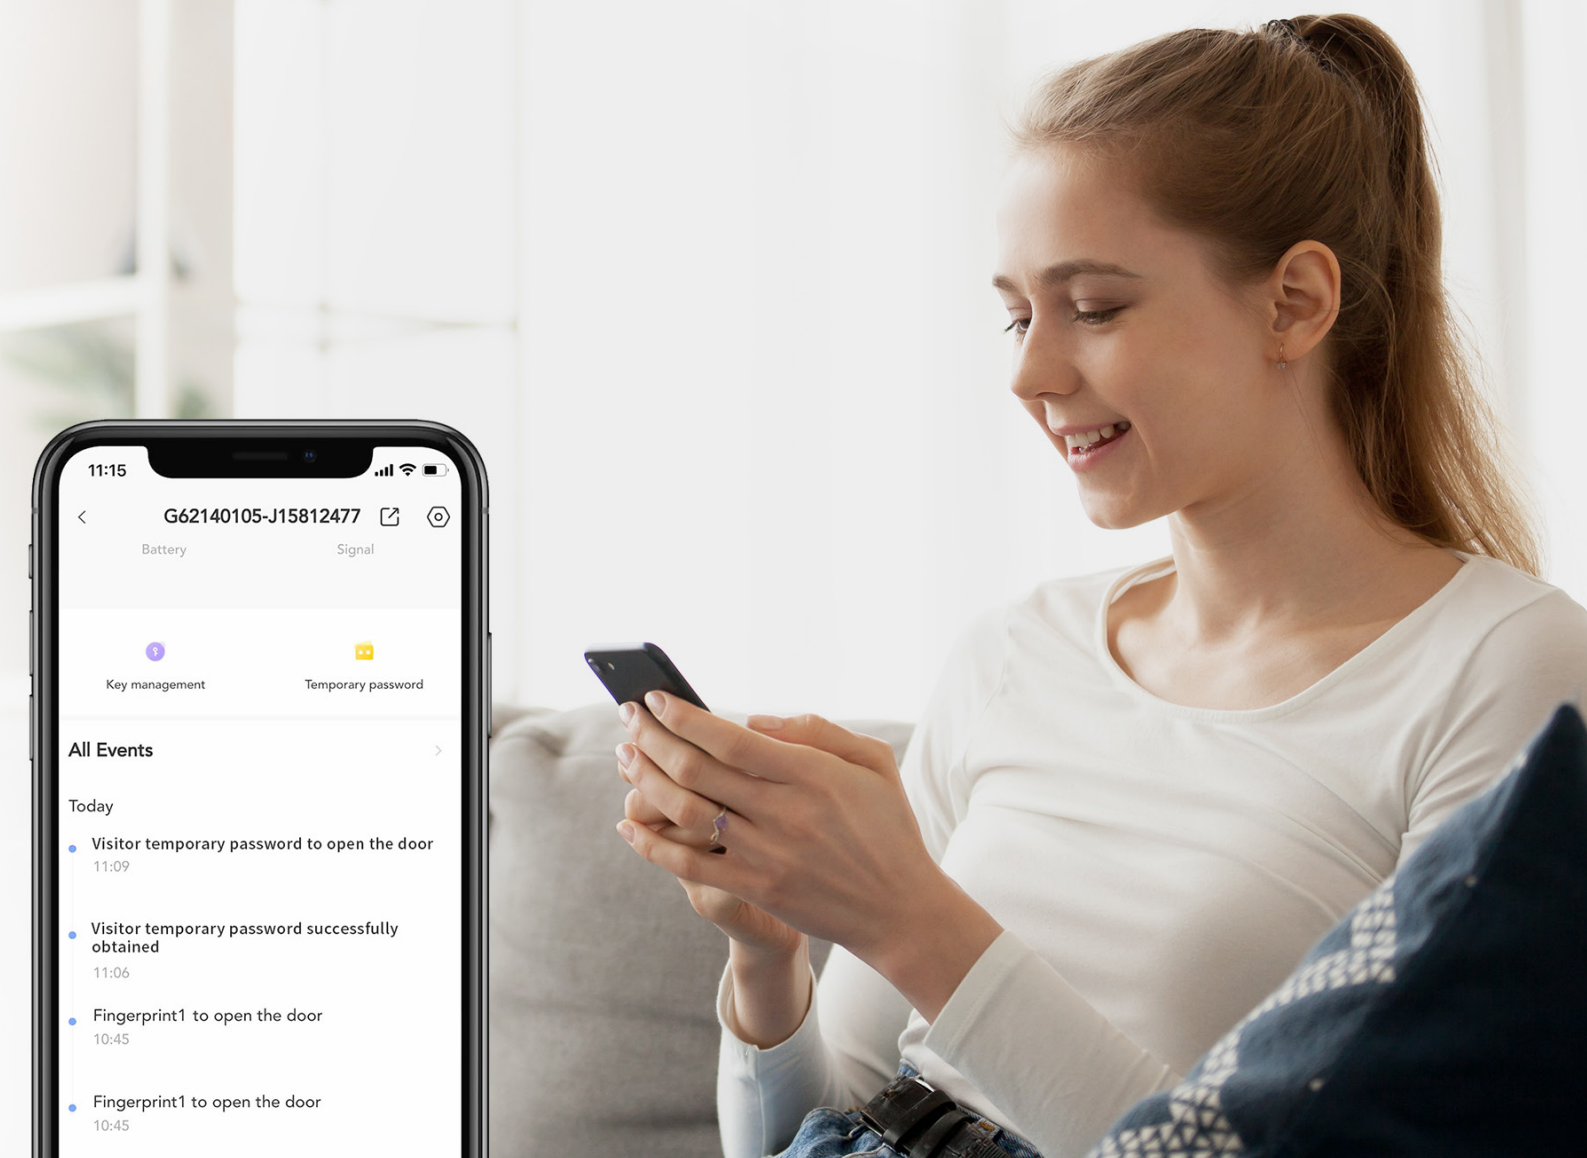 11:15
G62140105-J15812477
Battery Signal
Key management Temporary password
All Events
Today
Visitor temporary password to open the door
11:09
Visitor temporary password successfully
obtained
11:06
Fingerprint1 to open the door
10:45
Fingerprint1 to open the door
10:45